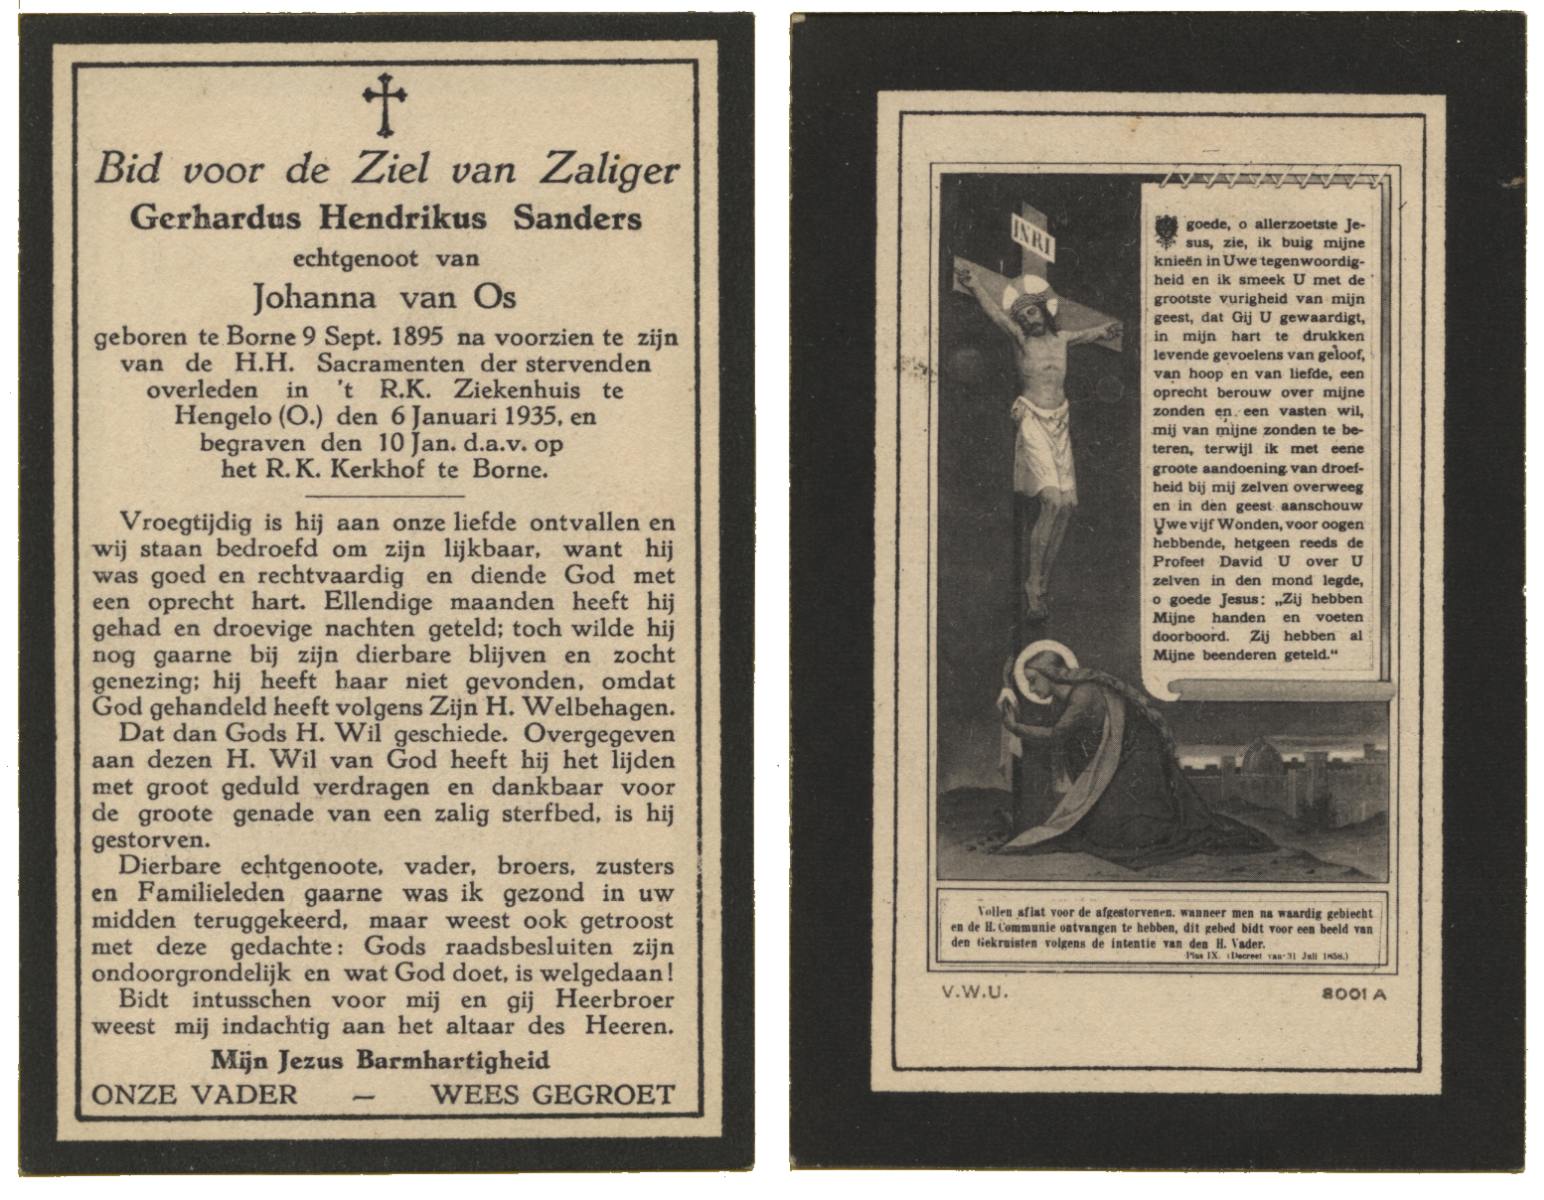 Bid voor de Ziel van Zaliger
Gerhardus Hendrikus Sanders
echtgenoot van
Johanna van Os
geboren te Borne 9 Sept. 1895 na voorzien te zijn
van de H.H. Sacramenten der stervenden
overleden in 't R.K. Ziekenhuis te
Hengelo (O.) den 6 Januari 1935, en
begraven den 10 Jan. d.a.v. op
het R.K. Kerkhof te Borne.
Vroegtijdig is hij aan onze liefde ontvallen en
wij staan bedroefd om zijn lijkbaar, want hij
was goed en rechtvaardig en diende God met
een oprecht hart. Ellendige maanden heeft hij
gehad en droevige nachten geteld; toch wilde hij
nog gaarne bij zijn dierbare blijven en zocht
genezing; hij heeft haar niet gevonden, omdat
God gehandeld heeft volgens Zijn H. Welbehagen.
Dat dan Gods H. Wil geschiede. Overgegeven
aan dezen H. Wil van God heeft hij het lijden
met groot geduld verdragen en dankbaar voor
de groote genade van een zalig sterfbed, is hij
gestorven.
Dierbare echtgenoote, vader, broers, zusters
en Familieleden gaarne was ik gezond in uw
midden teruggekeerd, maar weest ook getroost
met deze gedachte: Gods raadsbesluiten zijn
ondoorgrondelijk en wat God doet, is welgedaan!
Bidt intusschen voor mij en gij Heerbroer
weest mij indachtig aan het altaar des Heeren.
Mijn Jezus Barmhartigheid
ONZE VADER — WEES GEGROET
INRI
O goede, o allerzoetste Je-
sus, zie, ik buig mijne
knieën in Uwe tegenwoordig-
heid en ik smeek U met de
grootste vurigheid van mijn
geest, dat Gij U gewaardigt,
in mijn hart te drukken
levende gevoelens van geloof,
van hoop en van liefde, een
oprecht berouw over mijne
zonden en een vasten wil,
mij van mijne zonden te be-
teren, terwijl ik met eene
groote aandoening van droef-
heid bij mij zelven overweeg
en in den geest aanschouw
Uwe vijf Wonden, voor oogen
hebbende, hetgeen reeds de
Profeet David U over U
zelven in den mond legde,
o goede Jesus: „Zij hebben
Mijne handen en voeten
doorboord. Zij hebben al
Mijne beenderen geteld."
Vollen aflat voor de afgestorvenen, wanneer men na waardig gebiecht
en de H. Communie ontvangen te hebben, dit gebed bidt voor een beeld van
den Gekruisten volgens de intentie van den H. Vader.
Pius IX. (Decreet van 31 Juli 1858.)
V.W.U. 8001 A